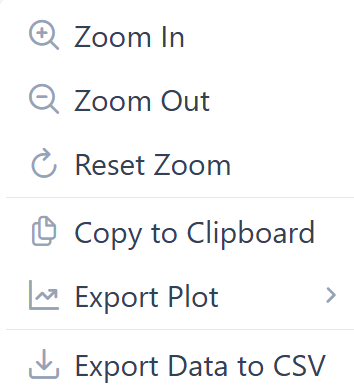 Zoom In
Zoom Out
Reset Zoom
Copy to Clipboard
Export Plot
Export Data to CSV